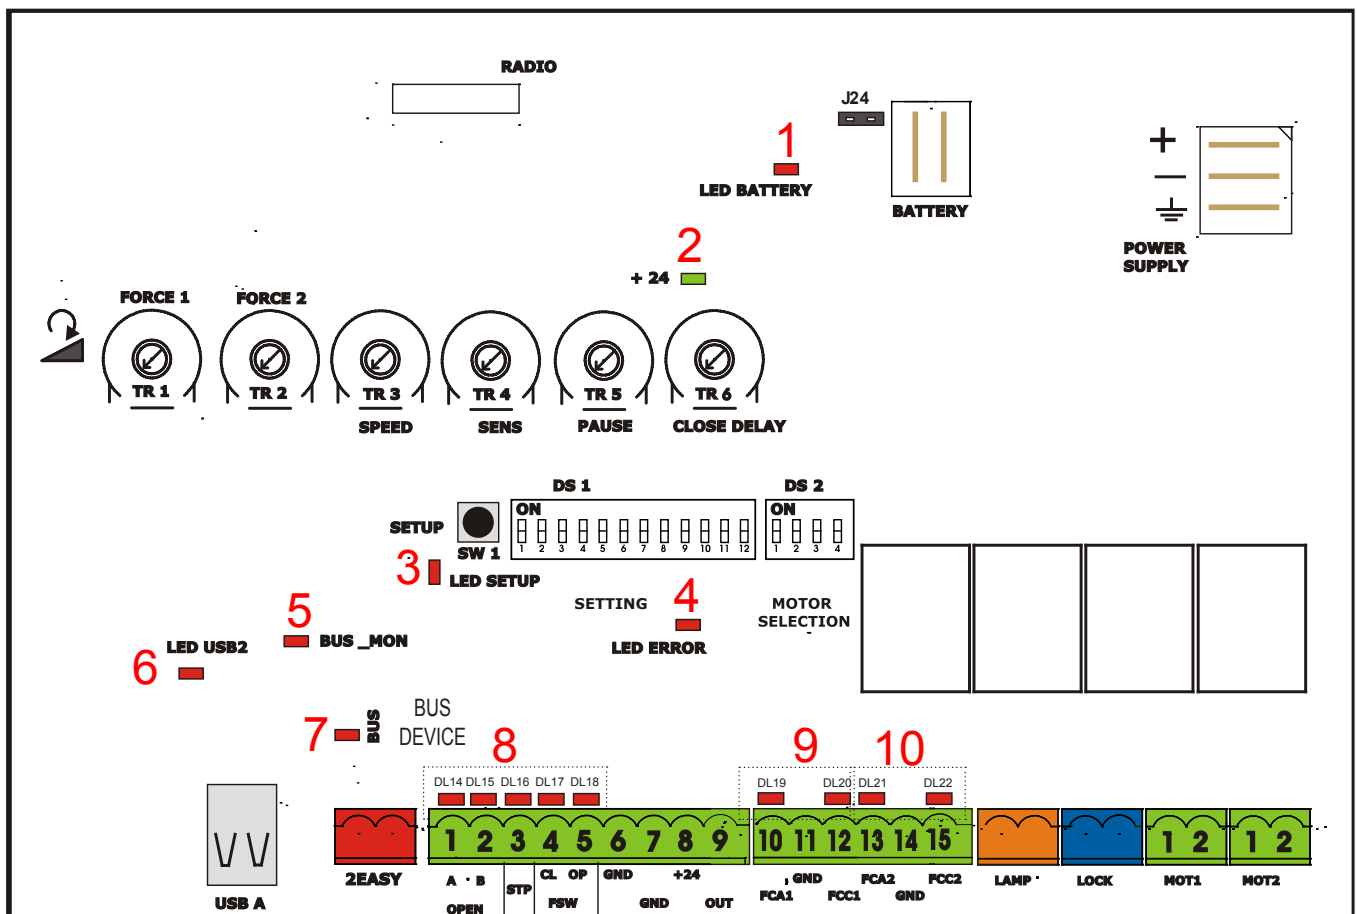 RADIO
J24
1
LED BATTERY
BATTERY
+
−
POWER
SUPPLY
2
+ 24
FORCE 1
FORCE 2
TR 1
TR 2
TR 3
TR 4
TR 5
TR 6
SPEED
SENS
PAUSE
CLOSE DELAY
DS 1
DS 2
ON
ON
SETUP
1 2 3 4 5 6 7 8 9 10 11 12
1 2 3 4
SW 1
3
LED SETUP
SETTING
4
MOTOR
SELECTION
LED ERROR
5
BUS _MON
LED USB2
6
BUS
DEVICE
7
BUS
8
9
10
DL14 DL15 DL16 DL17 DL18
DL19 DL20 DL21 DL22
1 2 3 4 5 6 7 8 9
10 11 12 13 14 15
1 2
1 2
2EASY
A · B
STP
CL OP
GND
+24
GND
FCA2
FCC2
LAMP
LOCK
MOT1
MOT2
USB A
OPEN
FSW
GND
OUT
FCA1
FCC1
GND